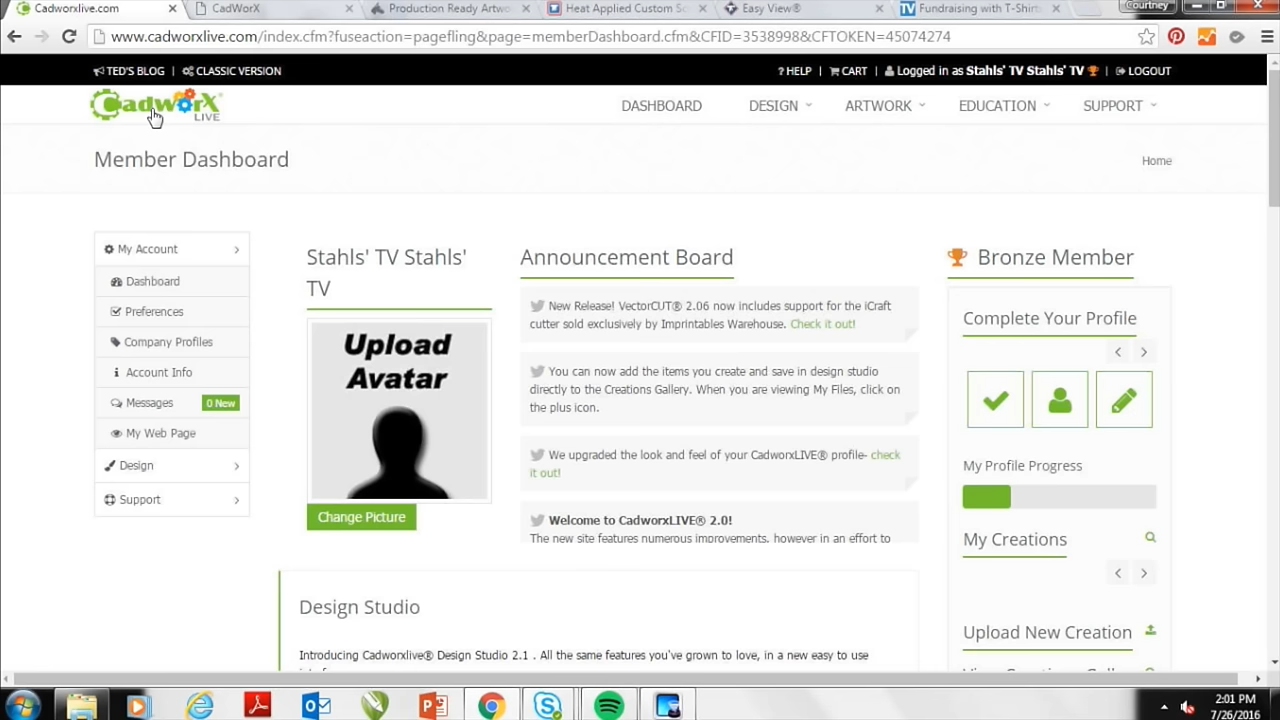 Cadworxlive.com
CadWorX
Production Ready Artwo
Heat Applied Custom Sc
Easy View®
Fundraising with T-Shirts
Courtney
www.cadworxlive.com/index.cfm?fuseaction=pagefling&page=memberDashboard.cfm&CFID=3538998&CFTOKEN=45074274
TED'S BLOG
CLASSIC VERSION
? HELP
CART
Logged in as Stahls' TV Stahls' TV
LOGOUT
CadworX
LIVE
DASHBOARD
DESIGN
ARTWORK
EDUCATION
SUPPORT
Member Dashboard
Home
My Account
Dashboard
Preferences
Company Profiles
Account Info
Messages
0 New
My Web Page
Design
Support
Stahls' TV Stahls'
TV
Upload
Avatar
Change Picture
Announcement Board
New Release! VectorCUT® 2.06 now includes support for the iCraft
cutter sold exclusively by Imprintables Warehouse. Check it out!
You can now add the items you create and save in design studio
directly to the Creations Gallery. When you are viewing My Files, click on
the plus icon.
We upgraded the look and feel of your CadworxLIVE® profile- check
it out!
Welcome to CadworxLIVE® 2.0!
The new site features numerous improvements, however in an effort to
Bronze Member
Complete Your Profile
My Profile Progress
My Creations
Upload New Creation
Design Studio
Introducing Cadworxlive® Design Studio 2.1 . All the same features you've grown to love, in a new easy to use
2:01 PM
7/26/2016